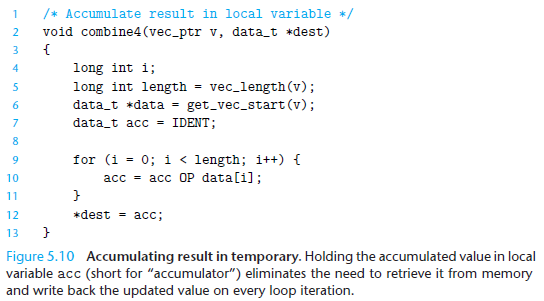 1 /* Accumulate result in local variable */
2 void combine4(vec_ptr v, data_t *dest)
3 {
4 long int i;
5 long int length = vec_length(v);
6 data_t *data = get_vec_start(v);
7 data_t acc = IDENT;
8
9 for (i = 0; i < length; i++) {
10 acc = acc OP data[i];
11 }
12 *dest = acc;
13 }
Figure 5.10 Accumulating result in temporary. Holding the accumulated value in local
variable acc (short for “accumulator”) eliminates the need to retrieve it from memory
and write back the updated value on every loop iteration.